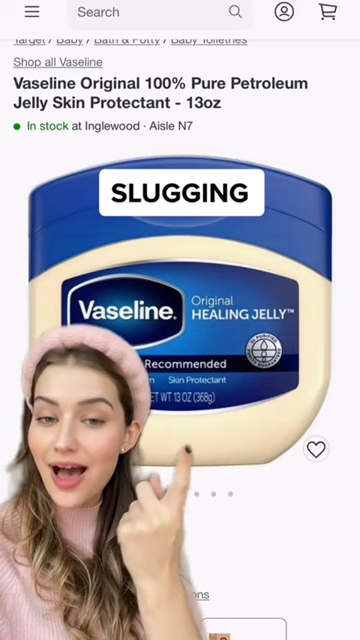 Search
Target / Baby / Bath & Potty / Baby Toiletries
Shop all Vaseline
Vaseline Original 100% Pure Petroleum
Jelly Skin Protectant - 13oz
In stock at Inglewood · Aisle N7
SLUGGING
Vaseline.
Original
HEALING JELLY™
Recommended
Skin Protectant
NET WT 13 OZ (368g)